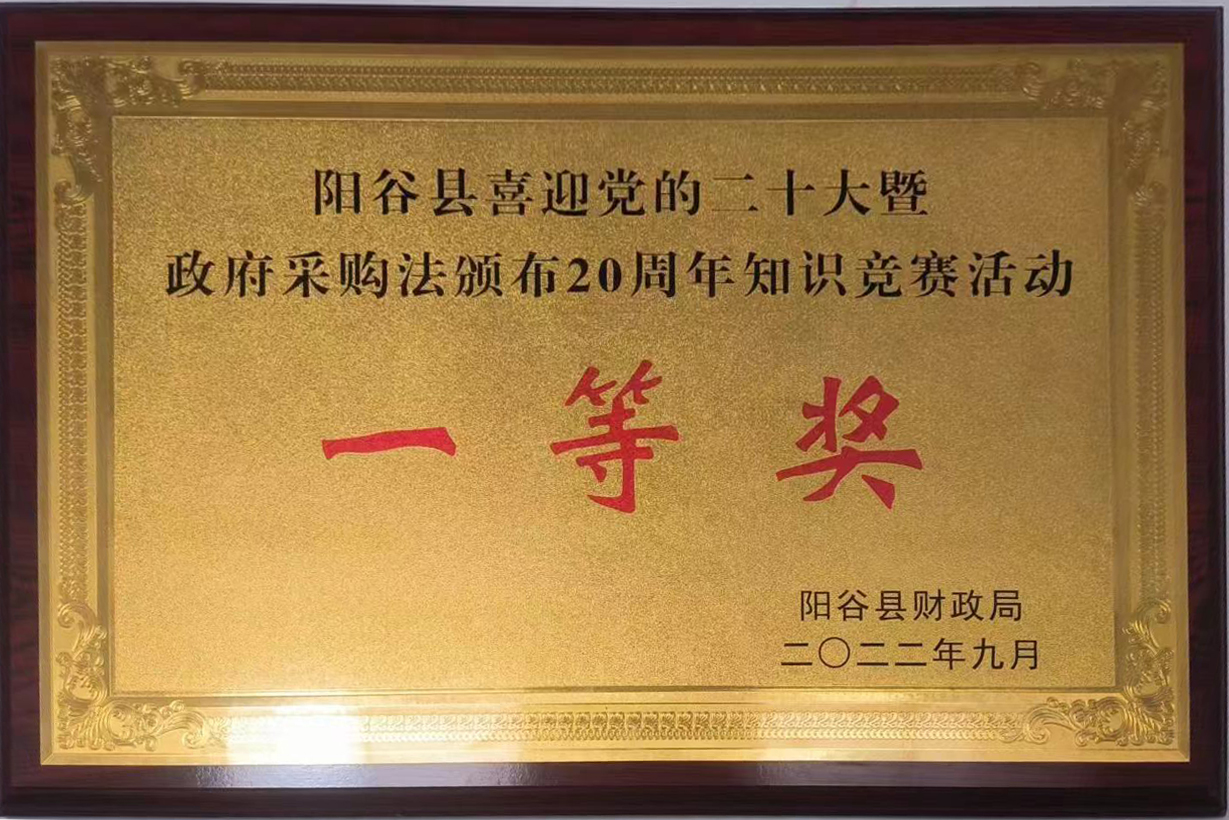 阳谷县喜迎党的二十大暨
政府采购法颁布20周年知识竞赛活动
一等奖
阳谷县财政局
二〇二二年九月